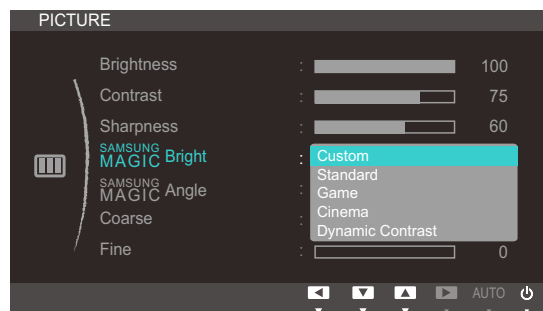 PICTURE
Brightness : 100
Contrast : 75
Sharpness : 60
SAMSUNG MAGIC Bright : Custom
Standard
SAMSUNG MAGIC Angle : Game
Cinema
Coarse : Dynamic Contrast
Fine : 0
AUTO